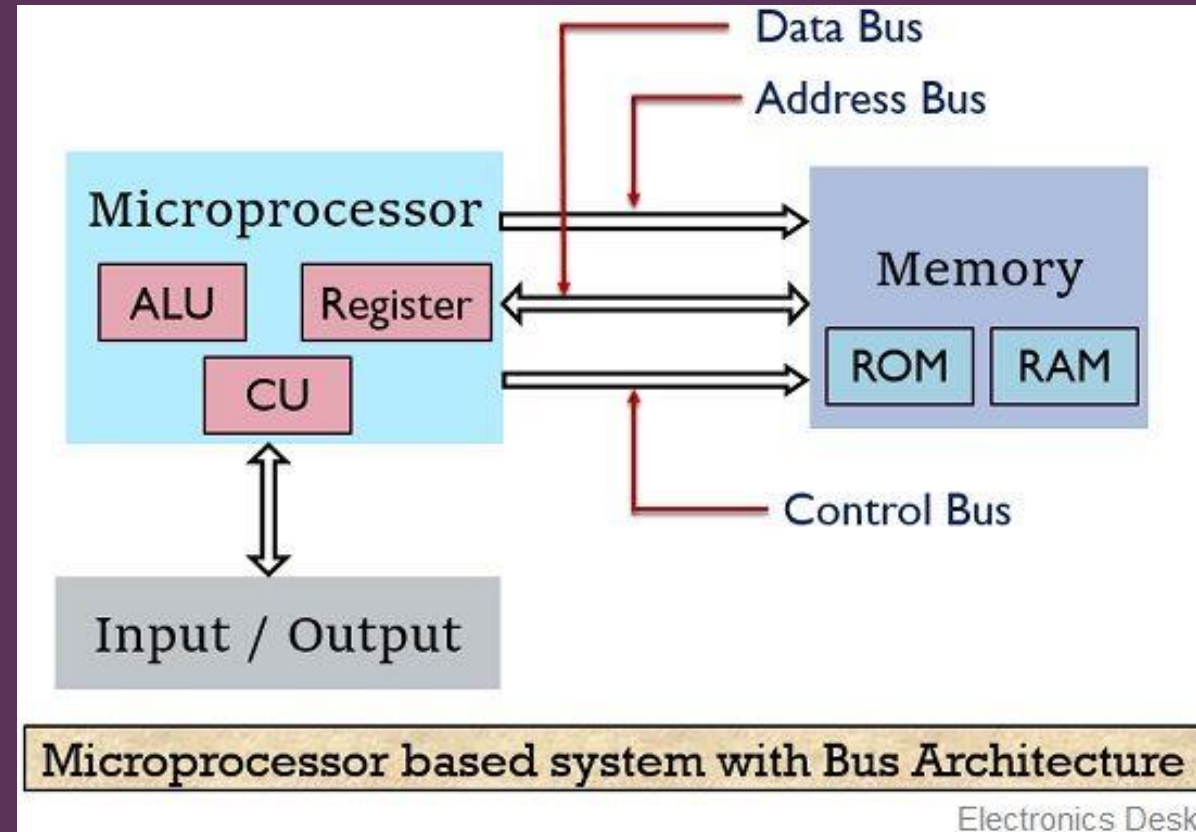 Data Bus
Address Bus
Microprocessor
ALU
Register
CU
Memory
ROM
RAM
Control Bus
Input / Output
Microprocessor based system with Bus Architecture
Electronics Desk